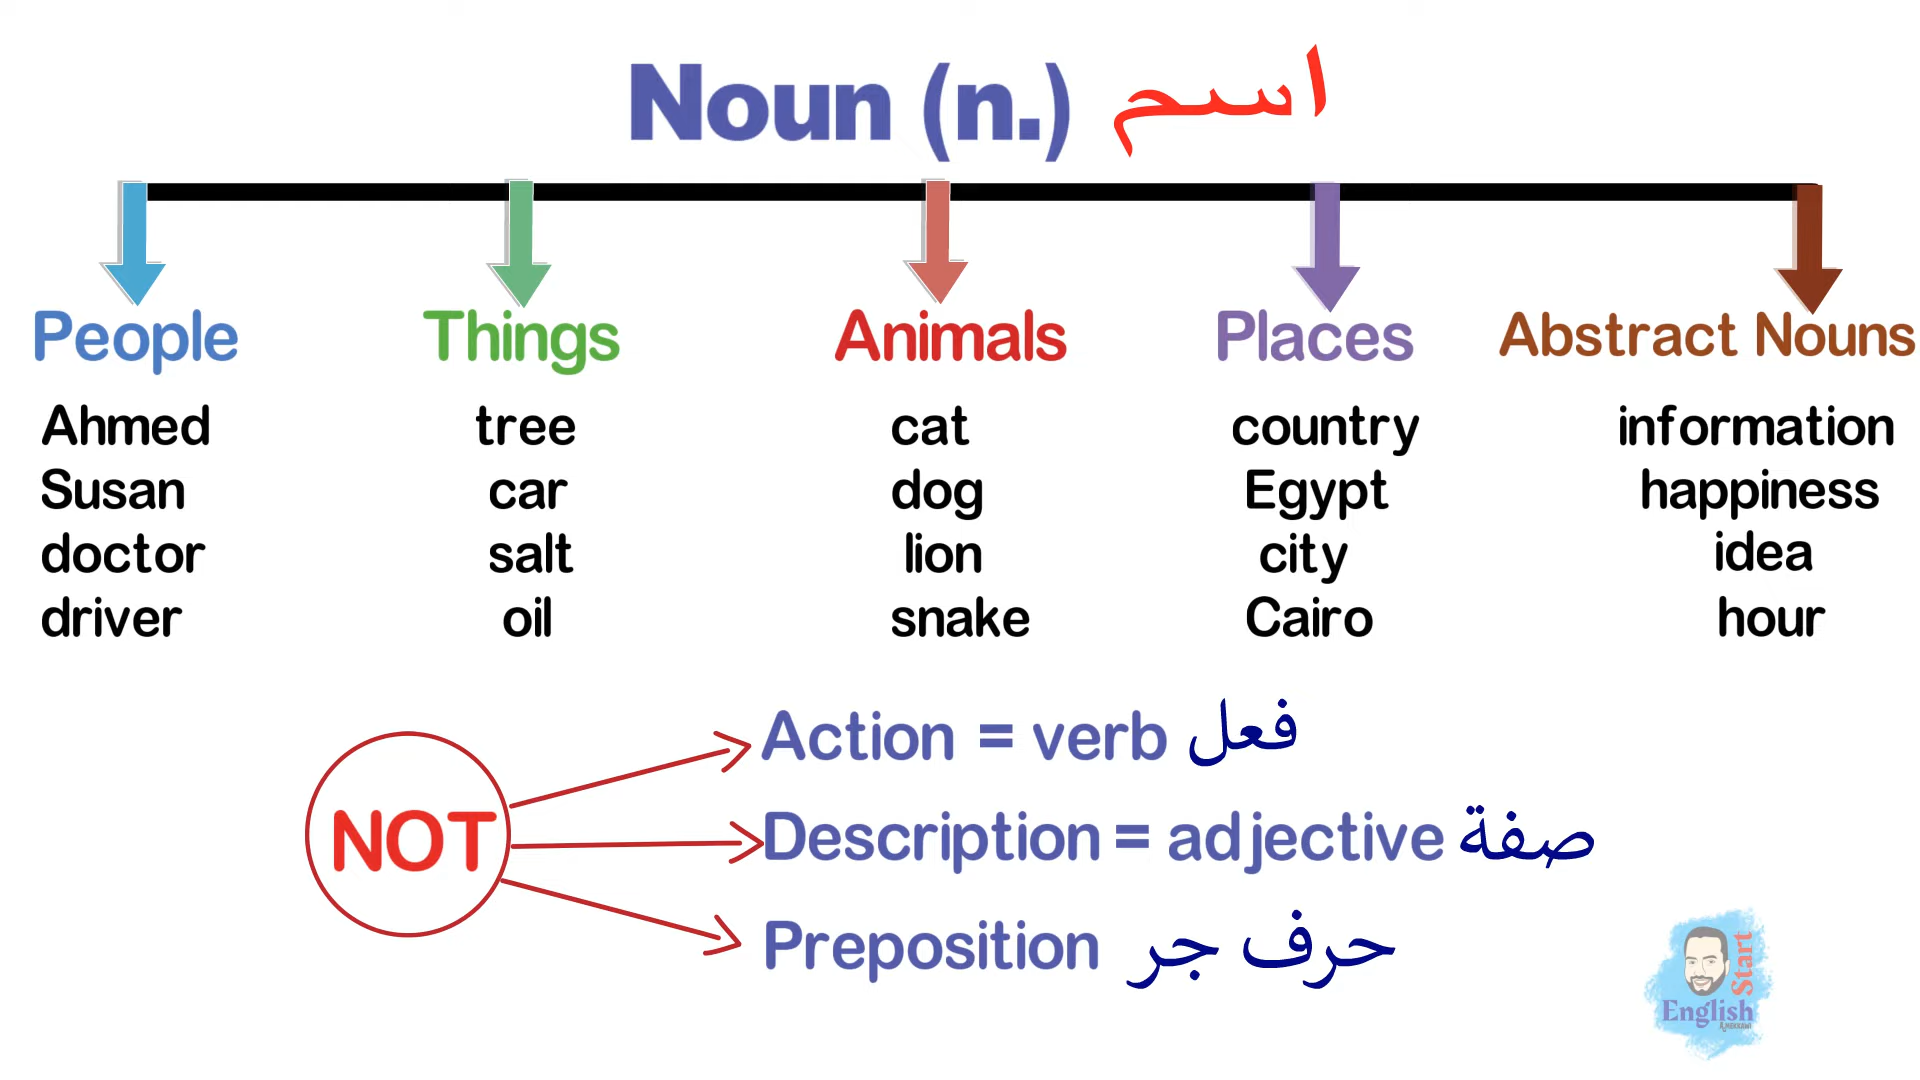 Noun (n.) اسم
People Things Animals Places Abstract Nouns
Ahmed tree cat country information
Susan car dog Egypt happiness
doctor salt lion city idea
driver oil snake Cairo hour
Action = verb فعل
NOT Description = adjective صفة
Preposition حرف جر
Start
English